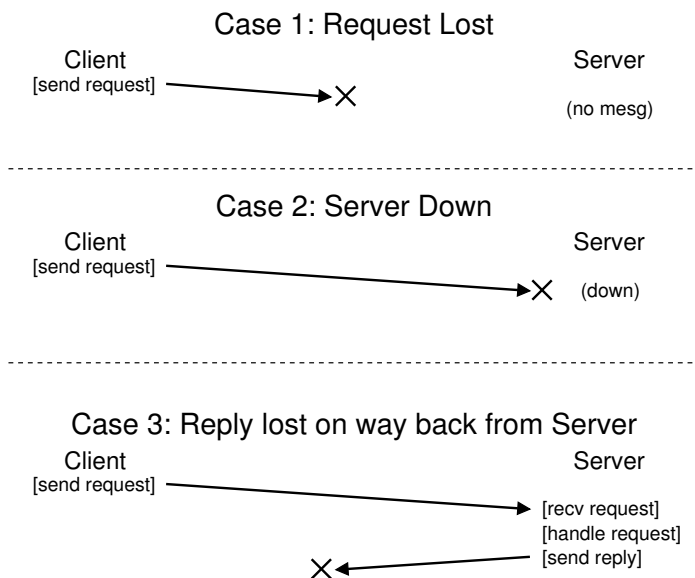 Case 1: Request Lost
Client Server
[send request]
(no mesg)
Case 2: Server Down
Client Server
[send request]
(down)
Case 3: Reply lost on way back from Server
Client Server
[send request]
[recv request]
[handle request]
[send reply]